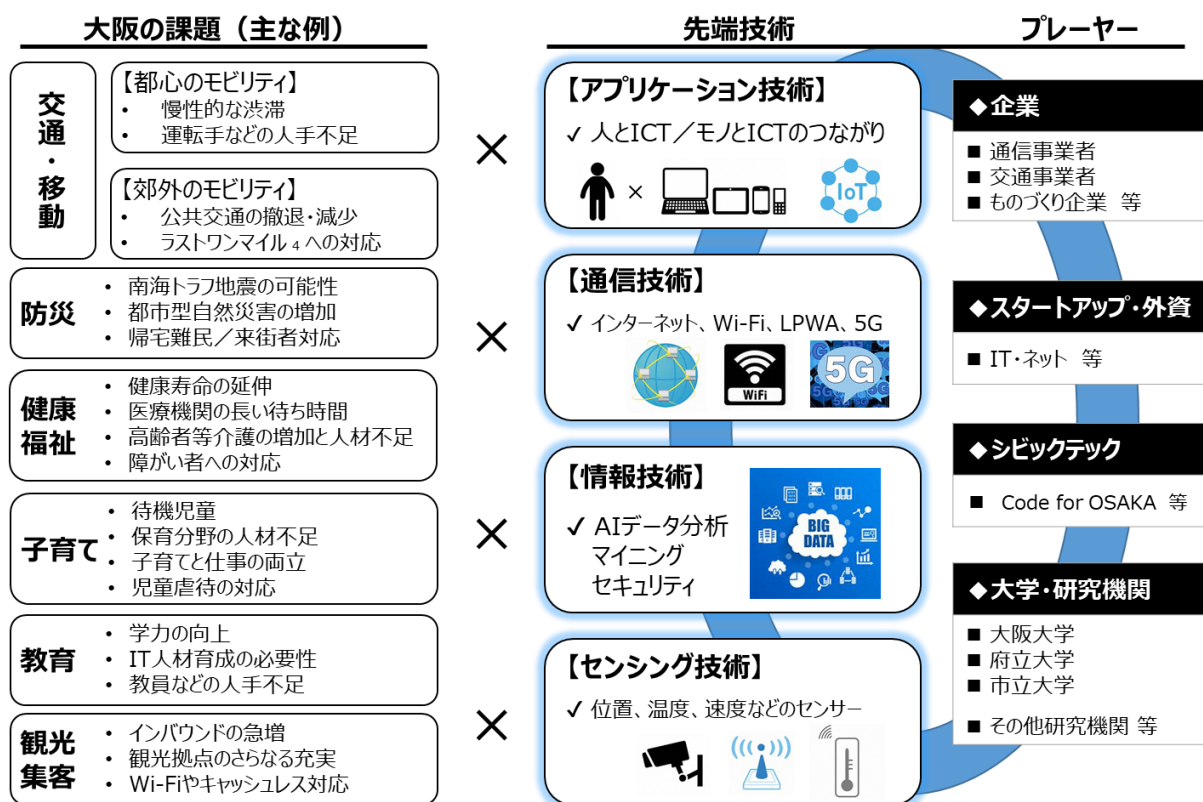 大阪の課題（主な例）
交通・移動
【都心のモビリティ】
• 慢性的な渋滞
• 運転手などの人手不足
【郊外のモビリティ】
• 公共交通の撤退・減少
• ラストワンマイル 4 への対応
防災
• 南海トラフ地震の可能性
• 都市型自然災害の増加
• 帰宅難民／来街者対応
健康
福祉
• 健康寿命の延伸
• 医療機関の長い待ち時間
• 高齢者等介護の増加と人材不足
• 障がい者への対応
子育て
• 待機児童
• 保育分野の人材不足
• 子育てと仕事の両立
• 児童虐待の対応
教育
• 学力の向上
• IT人材育成の必要性
• 教員などの人手不足
観光
集客
• インバウンドの急増
• 観光拠点のさらなる充実
• Wi-Fiやキャッシュレス対応
×
×
×
×
先端技術
【アプリケーション技術】
✓ 人とICT／モノとICTのつながり
×
IoT
【通信技術】
✓ インターネット、Wi-Fi、LPWA、5G
WiFi
5G
【情報技術】
✓ AIデータ分析
マイニング
セキュリティ
BIG
DATA
【センシング技術】
✓ 位置、温度、速度などのセンサー
プレーヤー
◆企業
■ 通信事業者
■ 交通事業者
■ ものづくり企業 等
◆スタートアップ・外資
■ IT・ネット 等
◆シビックテック
■ Code for OSAKA 等
◆大学・研究機関
■ 大阪大学
■ 府立大学
■ 市立大学
■ その他研究機関 等